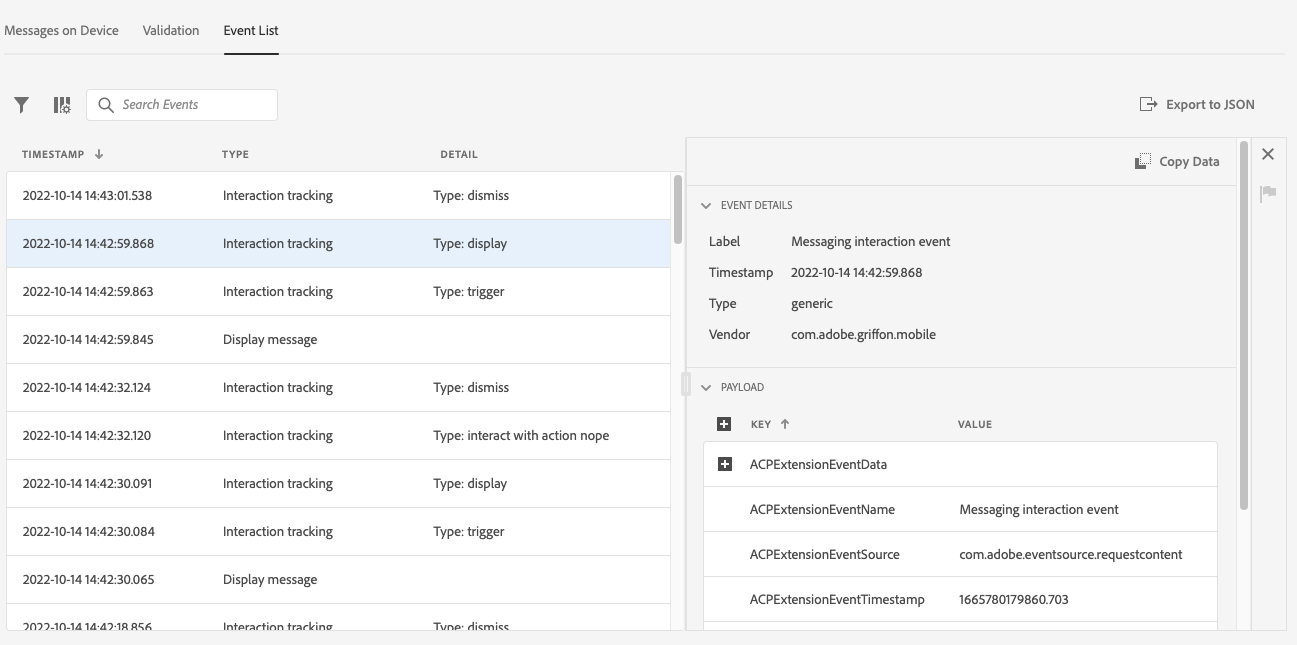 Messages on Device Validation Event List
Search Events
Export to JSON
TIMESTAMP TYPE DETAIL
2022-10-14 14:43:01.538 Interaction tracking Type: dismiss
2022-10-14 14:42:59.868 Interaction tracking Type: display
2022-10-14 14:42:59.863 Interaction tracking Type: trigger
2022-10-14 14:42:59.845 Display message
2022-10-14 14:42:32.124 Interaction tracking Type: dismiss
2022-10-14 14:42:32.120 Interaction tracking Type: interact with action nope
2022-10-14 14:42:30.091 Interaction tracking Type: display
2022-10-14 14:42:30.084 Interaction tracking Type: trigger
2022-10-14 14:42:30.065 Display message
2022-10-14 14:42:18.856 Interaction tracking Type: dismiss
Copy Data
EVENT DETAILS
Label Messaging interaction event
Timestamp 2022-10-14 14:42:59.868
Type generic
Vendor com.adobe.griffon.mobile
PAYLOAD
KEY VALUE
ACPExtensionEventData
ACPExtensionEventName Messaging interaction event
ACPExtensionEventSource com.adobe.eventsource.requestcontent
ACPExtensionEventTimestamp 1665780179860.703